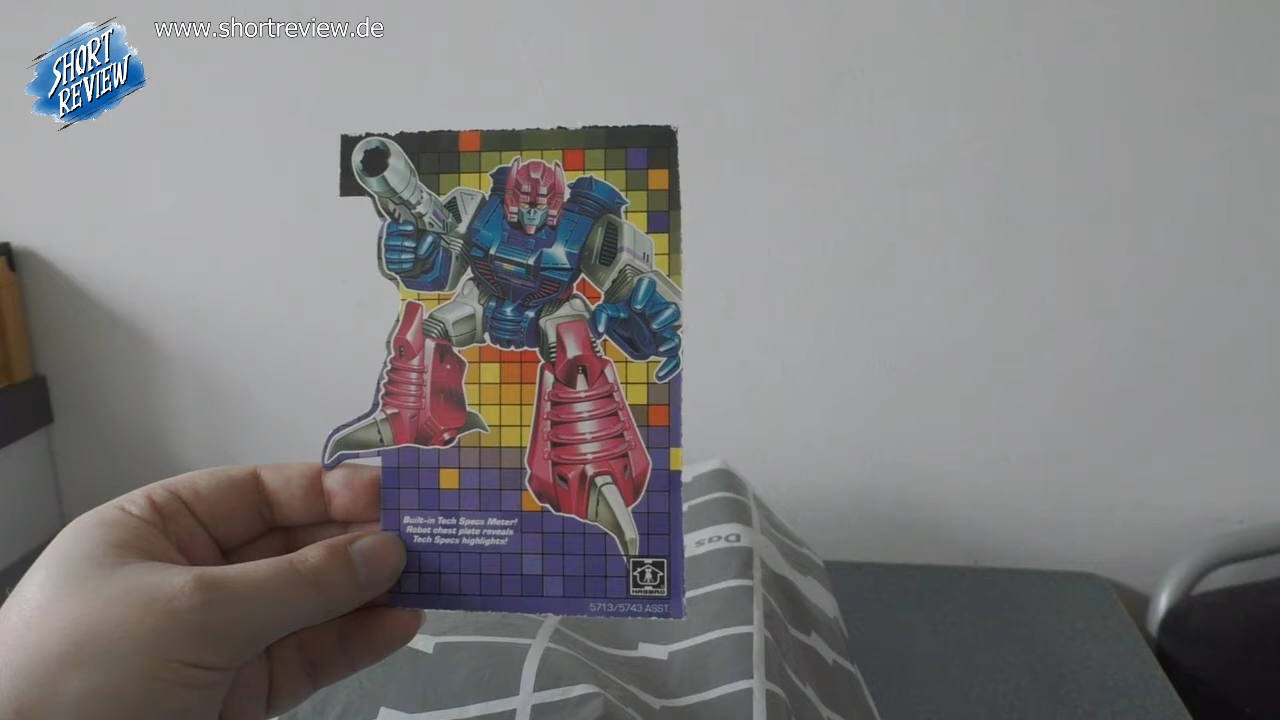 www.shortreview.de
SHORT
REVIEW
Built-in Tech Specs Meter!
Robot chest plate reveals
Tech Specs highlights!
Das
HASBRO
5713/5743 ASST.